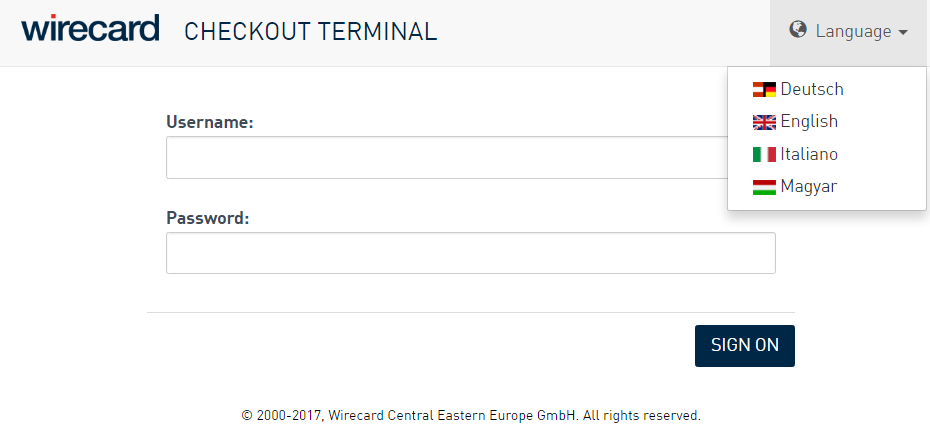 wirecard CHECKOUT TERMINAL Language
Deutsch
English
Italiano
Magyar
Username:
Password:
SIGN ON
© 2000-2017, Wirecard Central Eastern Europe GmbH. All rights reserved.